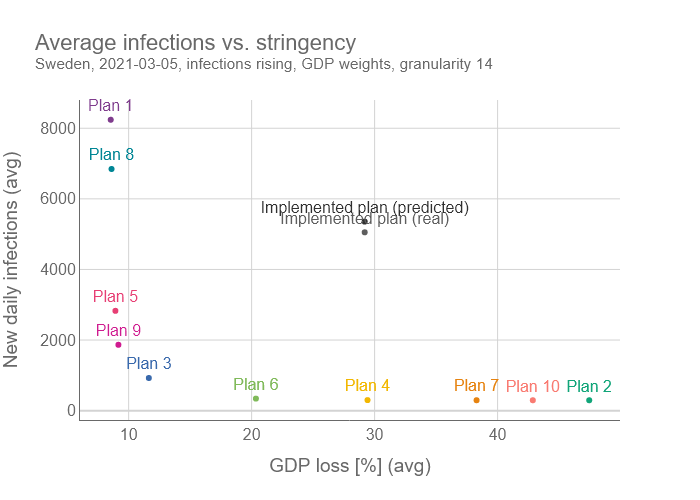 Average infections vs. stringency
Sweden, 2021-03-05, infections rising, GDP weights, granularity 14
New daily infections (avg)
8000
6000
4000
2000
0
Plan 1
Plan 8
Implemented plan (predicted)
Implemented plan (real)
Plan 5
Plan 9
Plan 3
Plan 6
Plan 4
Plan 7
Plan 10
Plan 2
10
20
30
40
GDP loss [%] (avg)